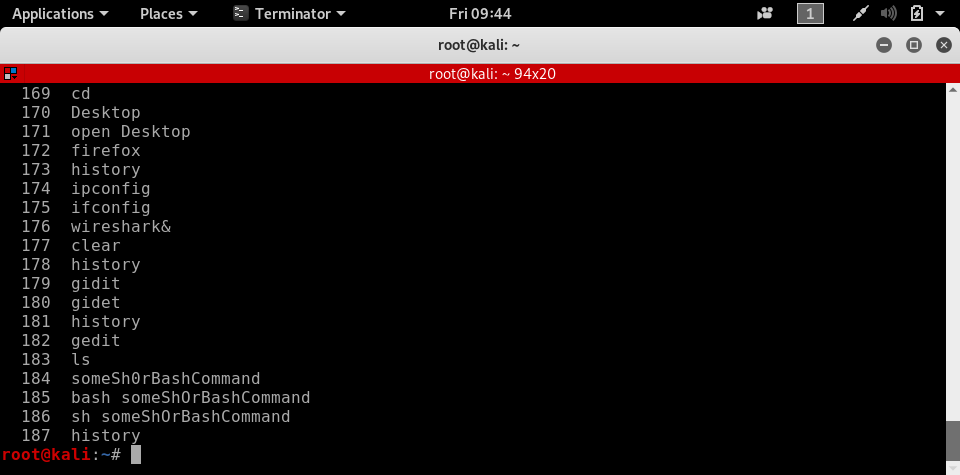 Applications Places Terminator Fri 09:44 1
root@kali: ~
root@kali: ~ 94x20
169 cd
170 Desktop
171 open Desktop
172 firefox
173 history
174 ipconfig
175 ifconfig
176 wireshark&
177 clear
178 history
179 gidit
180 gidet
181 history
182 gedit
183 ls
184 someSh0rBashCommand
185 bash someShOrBashCommand
186 sh someShOrBashCommand
187 history
root@kali:~#